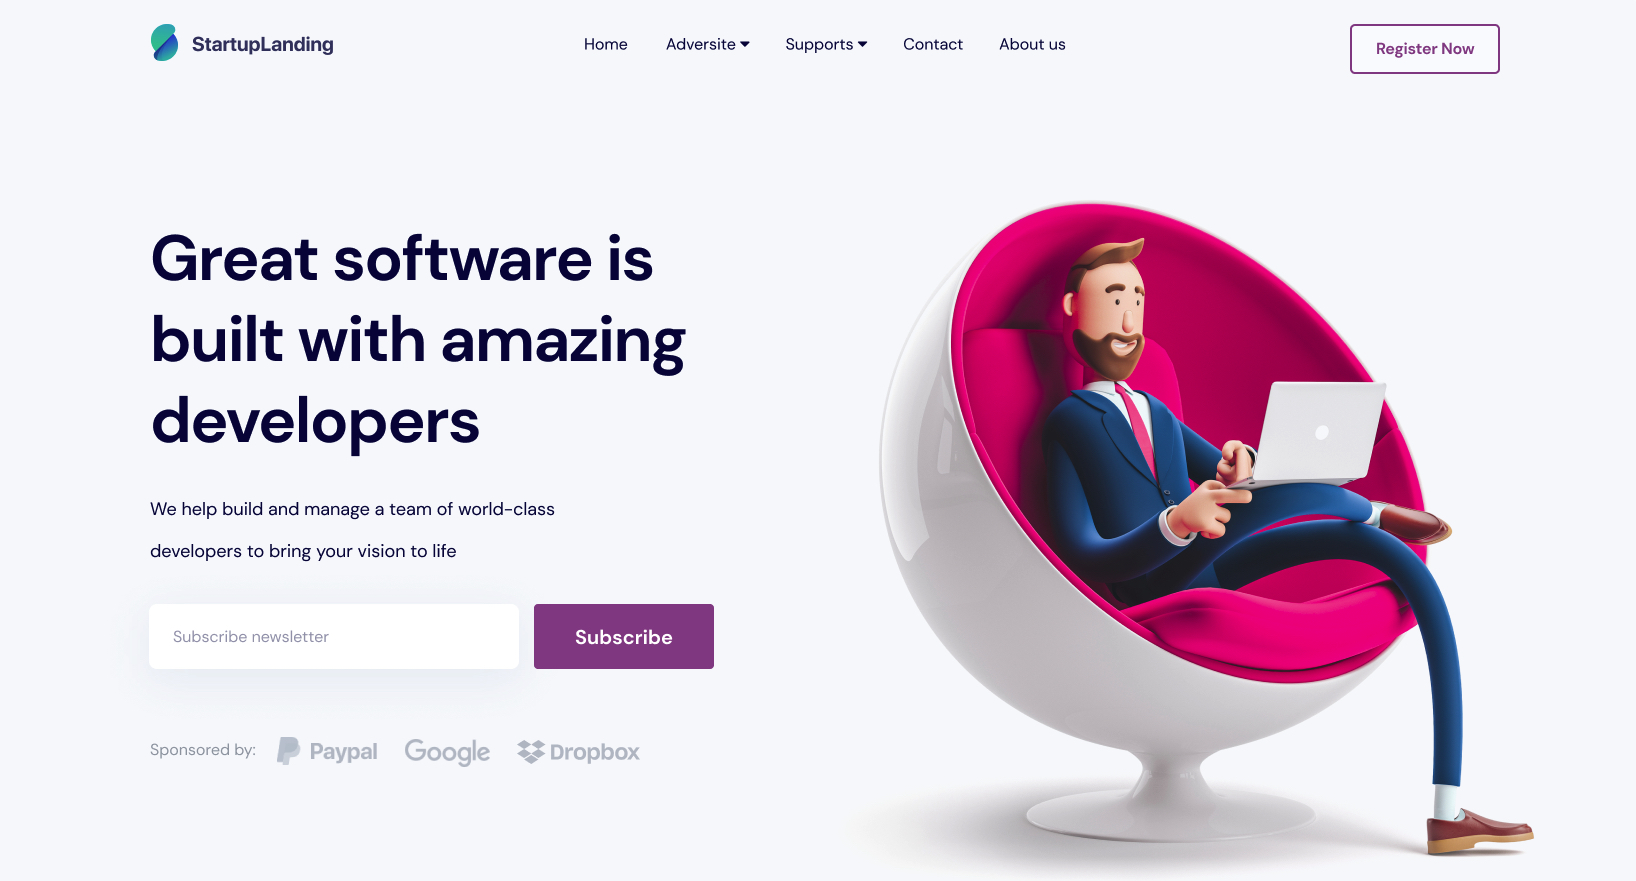 StartupLanding
Home Adversite Supports Contact About us
Register Now
Great software is
built with amazing
developers
We help build and manage a team of world-class
developers to bring your vision to life
Subscribe newsletter
Subscribe
Sponsored by: Paypal Google Dropbox